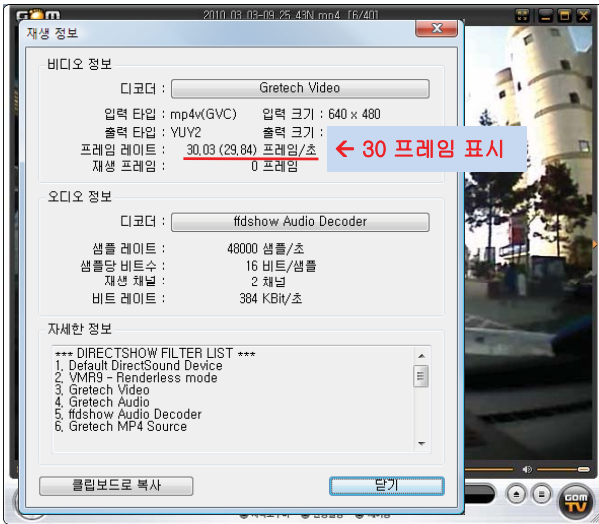 GOM
2010_03_03-09_25_43N.mp4 [6/40]
재생 정보
비디오 정보
디코더 : Gretech Video
입력 타입 : mp4v(GVC) 입력 크기 : 640 x 480
출력 타입 : YUY2 출력 크기 :
프레임 레이트 : 30,03 (29,84) 프레임/초
← 30 프레임 표시
재생 프레임 : 0 프레임
오디오 정보
디코더 : ffdshow Audio Decoder
샘플 레이트 : 48000 샘플/초
샘플당 비트수 : 16 비트/샘플
재생 채널 : 2 채널
비트 레이트 : 384 KBit/초
자세한 정보
*** DIRECTSHOW FILTER LIST ***
1, Default DirectSound Device
2, VMR9 - Renderless mode
3, Gretech Video
4, Gretech Audio
5, ffdshow Audio Decoder
6, Gretech MP4 Source
클립보드로 복사 닫기
GOM
TV